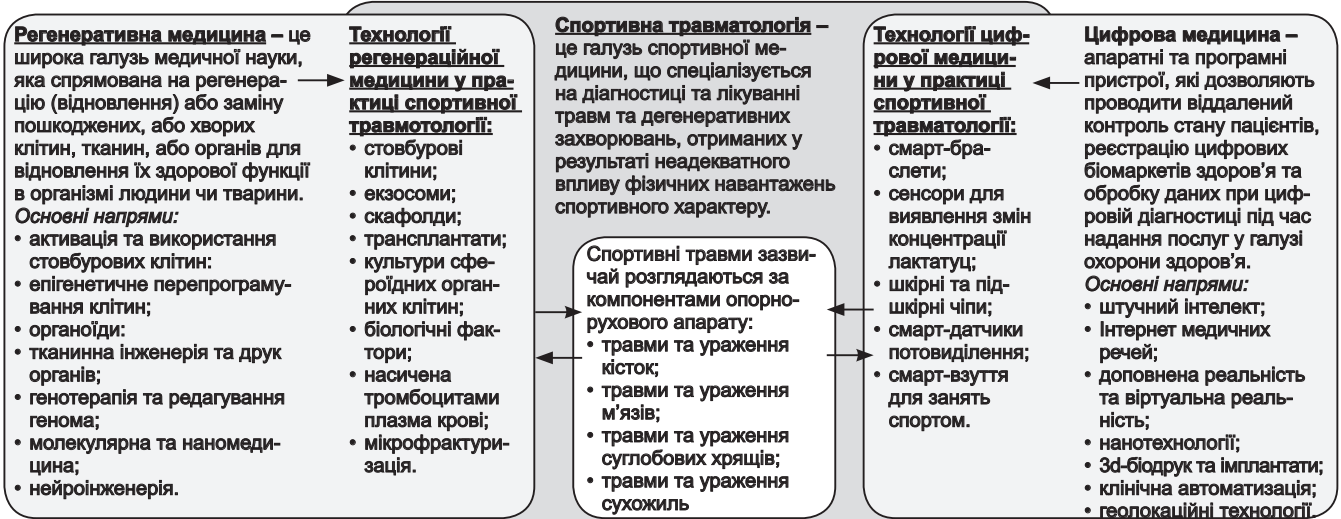 Регенеративна медицина – це
широка галузь медичної науки,
яка спрямована на регенера-
цію (відновлення) або заміну
пошкоджених, або хворих
клітин, тканин, або органів для
відновлення їх здорової функції
в організмі людини чи тварини.
Основні напрями:
• активація та використання
стовбурових клітин:
• епігенетичне перепрограму-
вання клітин;
• органоїди:
• тканинна інженерія та друк
органів;
• генотерапія та редагування
генома;
• молекулярна та наномеди-
цина;
• нейроінженерія.
Технології
регенераційної
медицини у пра-
ктиці спортивної
травмотології:
• стовбурові
клітини;
• екзосоми;
• скафолди;
• трансплантати;
• культури сфе-
роїдних орган-
них клітин;
• біологічні фак-
тори;
• насичена
тромбоцитами
плазма крові;
• мікрофрактури-
зація.
Спортивна травматологія –
це галузь спортивної ме-
дицини, що спеціалізується
на діагностиці та лікуванні
травм та дегенеративних
захворювань, отриманих у
результаті неадекватного
впливу фізичних навантажень
спортивного характеру.
Спортивні травми зазви-
чай розглядаються за
компонентами опорно-
рухового апарату:
• травми та ураження
кісток;
• травми та ураження
м’язів;
• травми та ураження
суглобових хрящів;
• травми та ураження
сухожиль
Технології циф-
рової медици-
ни у практиці
спортивної
травматології:
• смарт-бра-
слети;
• сенсори для
виявлення змін
концентрації
лактатуц;
• шкірні та під-
шкірні чіпи;
• смарт-датчики
потовиділення;
• смарт-взуття
для занять
спортом.
Цифрова медицина –
апаратні та програмні
пристрої, які дозволяють
проводити віддалений
контроль стану пацієнтів,
реєстрацію цифрових
біомаркетів здоров’я та
обробку даних при циф-
ровій діагностиці під час
надання послуг у галузі
охорони здоров’я.
Основні напрями:
• штучний інтелект;
• Інтернет медичних
речей;
• доповнена реальність
та віртуальна реаль-
ність;
• нанотехнології;
• 3d-біодрук та імплантати;
• клінічна автоматизація;
• геолокаційні технології